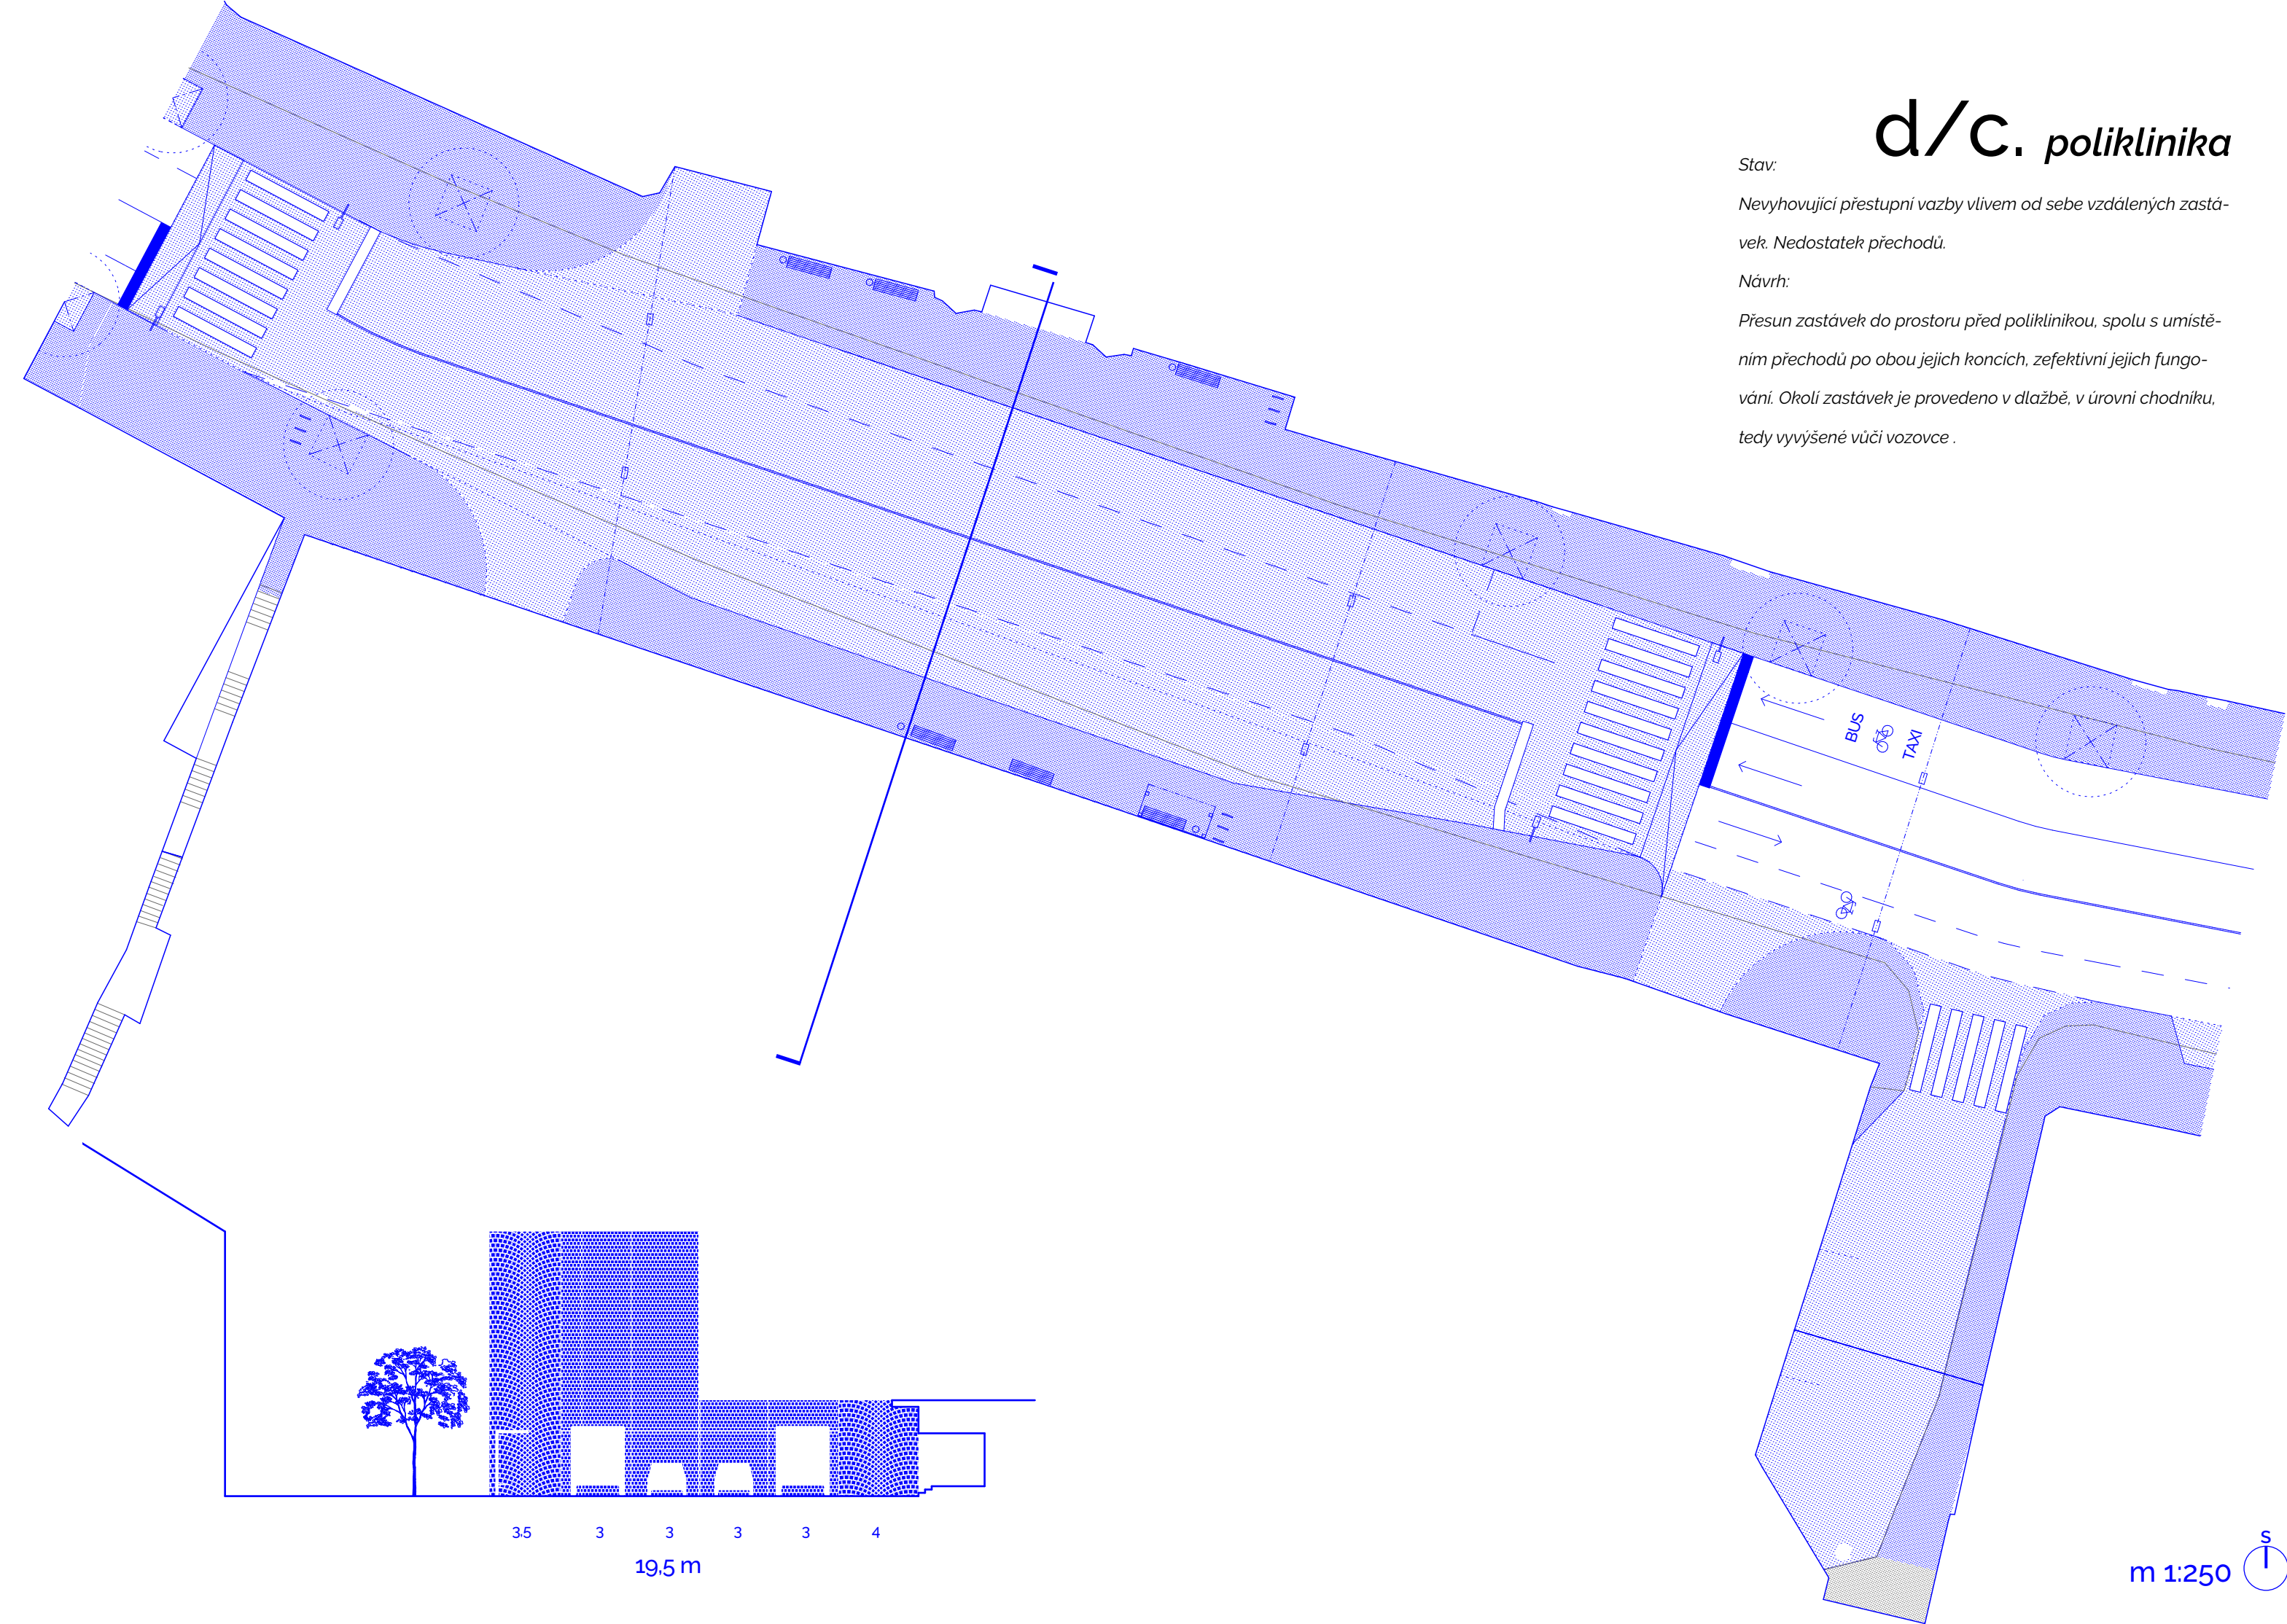 d/c. poliklinika
Stav:
Nevyhovující přestupní vazby vlivem od sebe vzdálených zastá-
vek. Nedostatek přechodů.
Návrh:
Přesun zastávek do prostoru před poliklinikou, spolu s umístě-
ním přechodů po obou jejich koncích, zefektivní jejich fungo-
vání. Okolí zastávek je provedeno v dlažbě, v úrovni chodníku,
tedy vyvýšené vůči vozovce .
BUS
TAXI
3,5 3 3 3 3 4
19,5 m
S
m 1:250